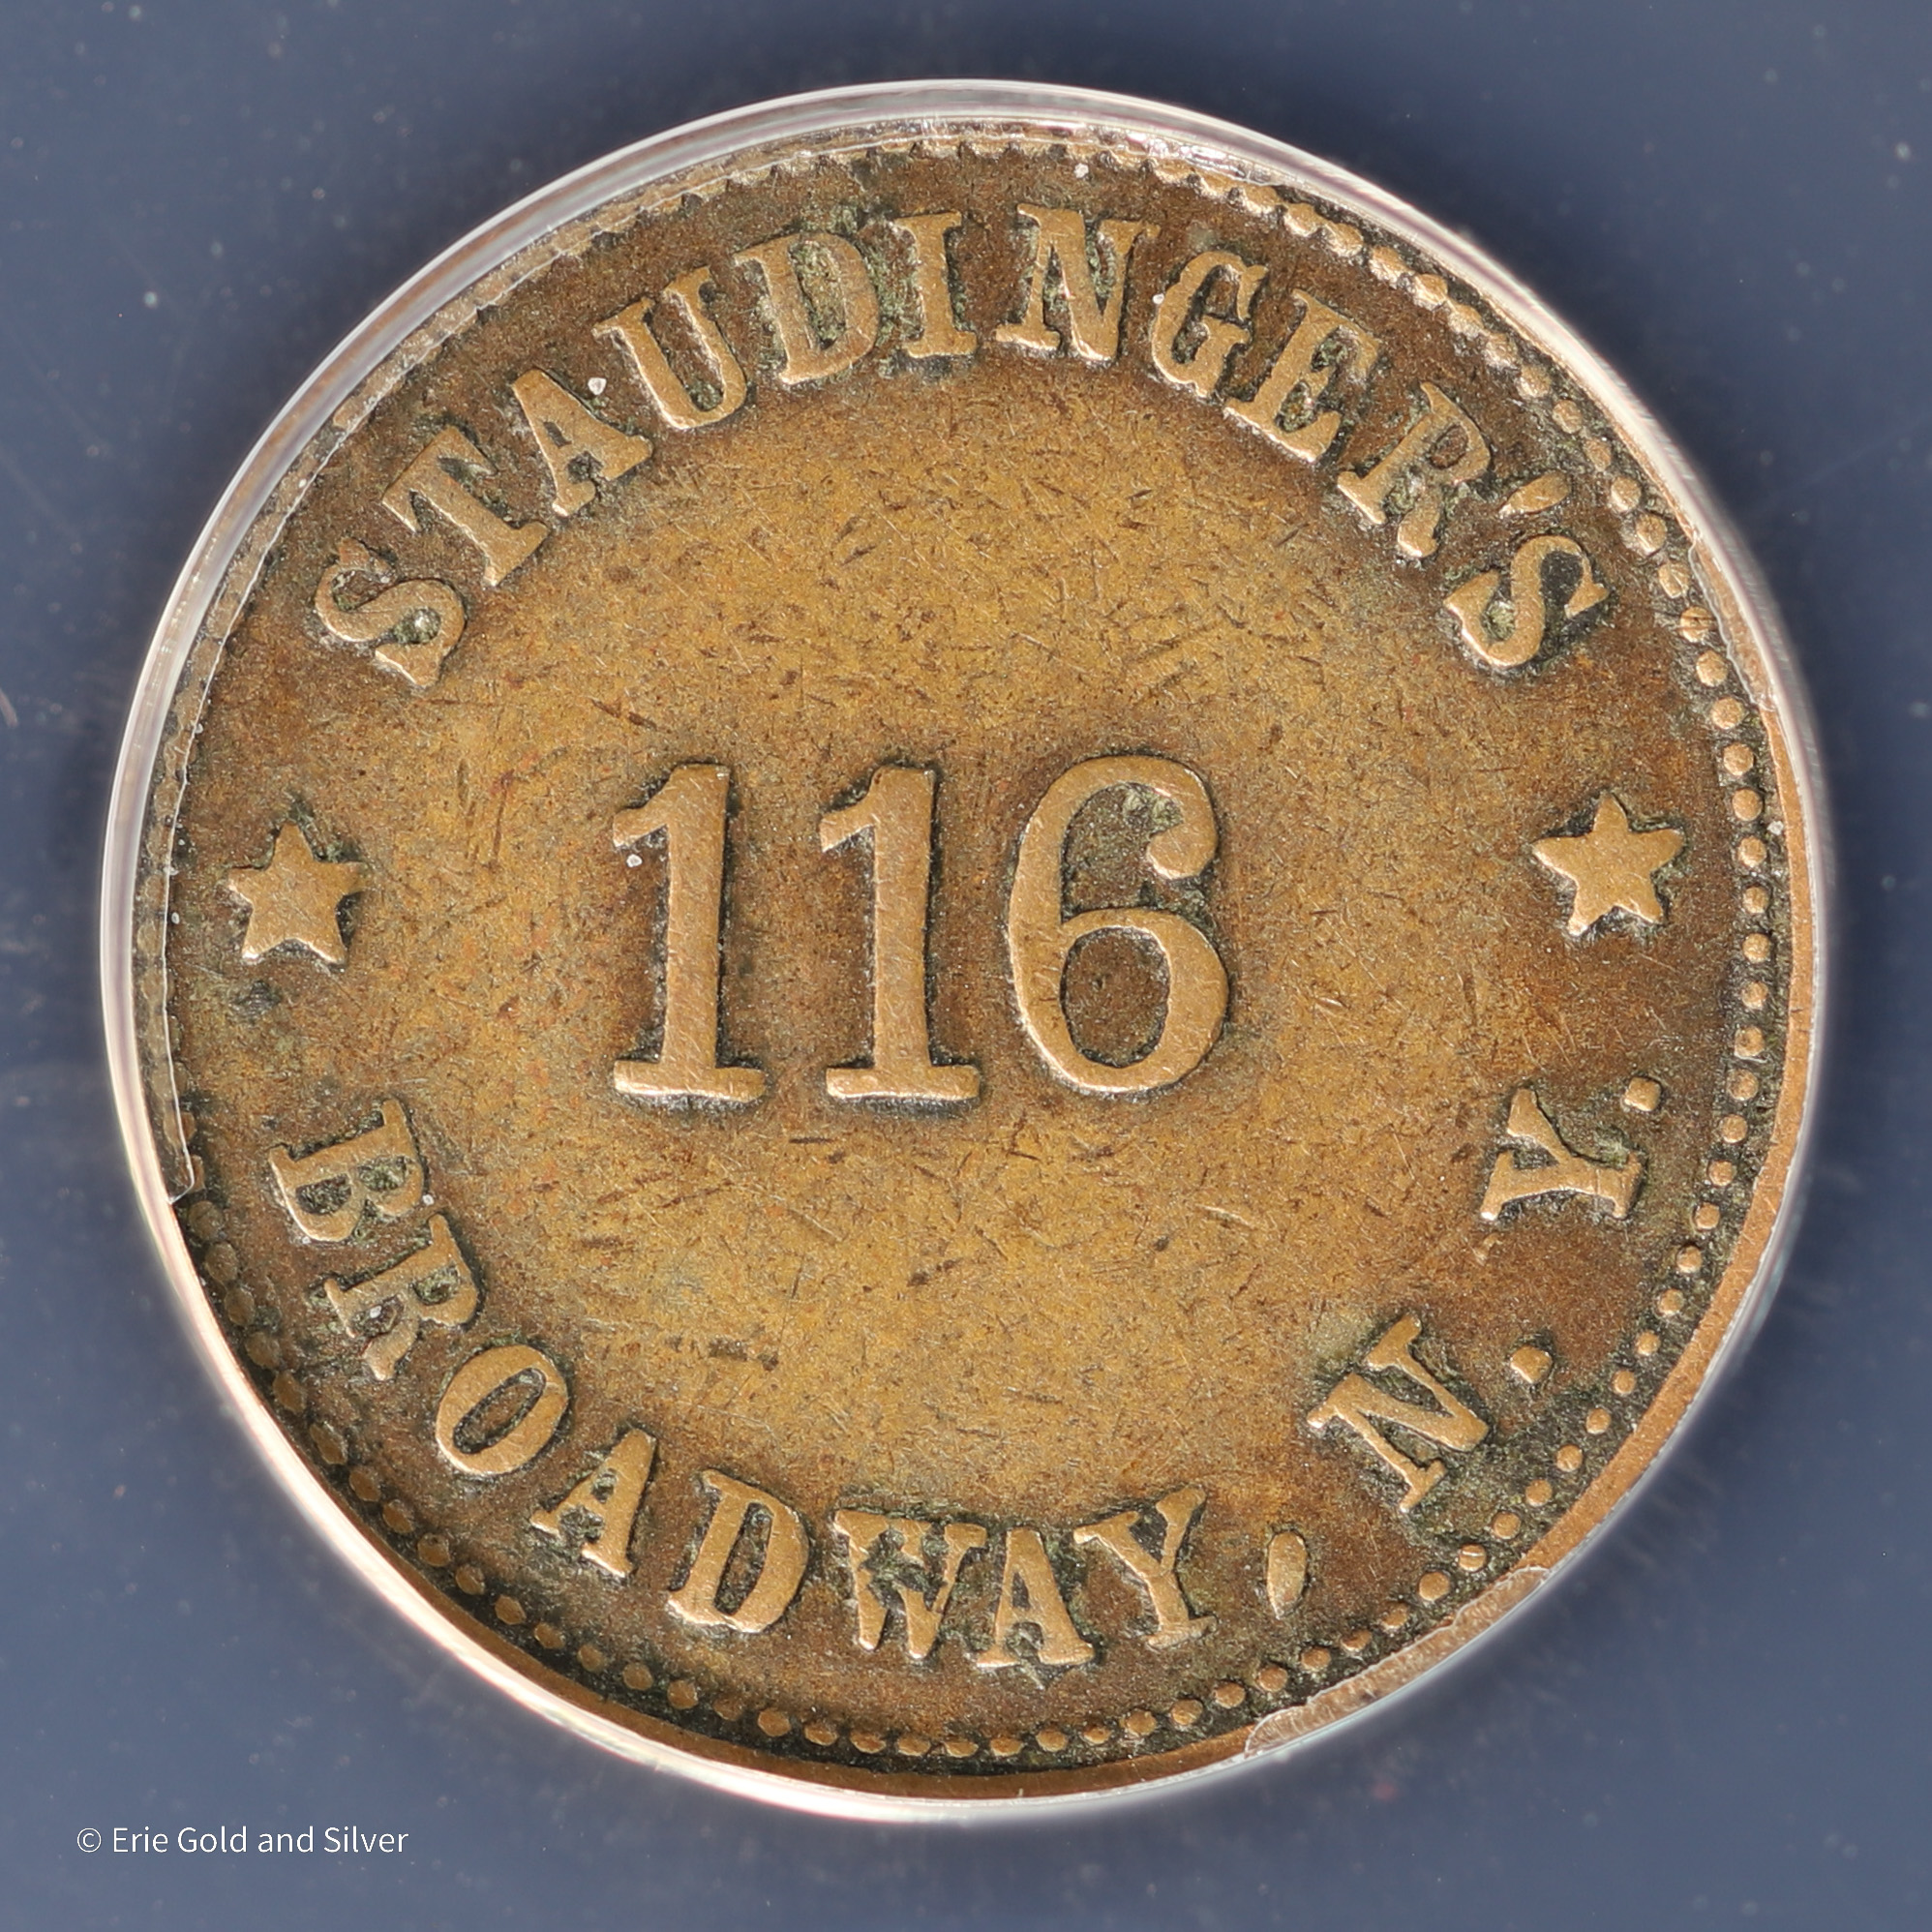 STAUDINGER'S
116
BROADWAY, N. Y.
© Erie Gold and Silver